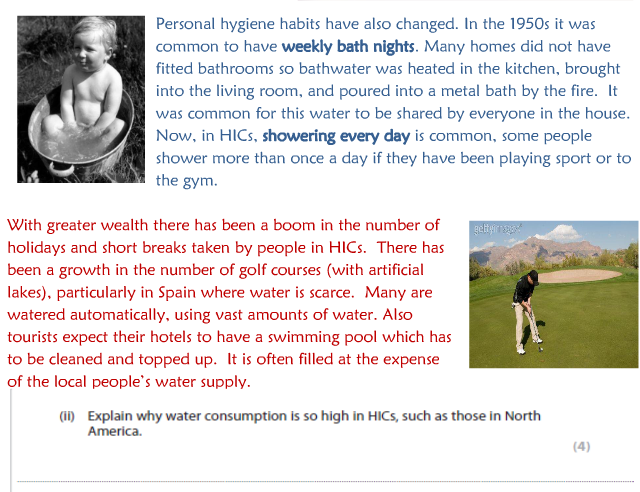 Personal hygiene habits have also changed. In the 1950s it was
common to have weekly bath nights. Many homes did not have
fitted bathrooms so bathwater was heated in the kitchen, brought
into the living room, and poured into a metal bath by the fire. It
was common for this water to be shared by everyone in the house.
Now, in HICs, showering every day is common, some people
shower more than once a day if they have been playing sport or to
the gym.
With greater wealth there has been a boom in the number of
holidays and short breaks taken by people in HICs. There has
been a growth in the number of golf courses (with artificial
lakes), particularly in Spain where water is scarce. Many are
watered automatically, using vast amounts of water. Also
tourists expect their hotels to have a swimming pool which has
to be cleaned and topped up. It is often filled at the expense
of the local people's water supply.
gettyimages
(ii) Explain why water consumption is so high in HICs, such as those in North
America.
(4)